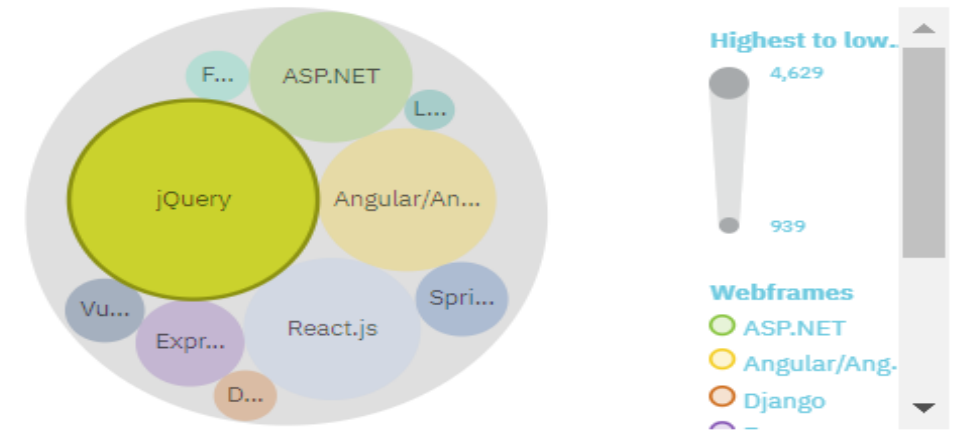 F...
ASP.NET
L...
jQuery
Angular/An...
Vu...
Expr...
React.js
Spri...
D...
Highest to low..
4,629
939
Webframes
ASP.NET
Angular/Ang.
Django